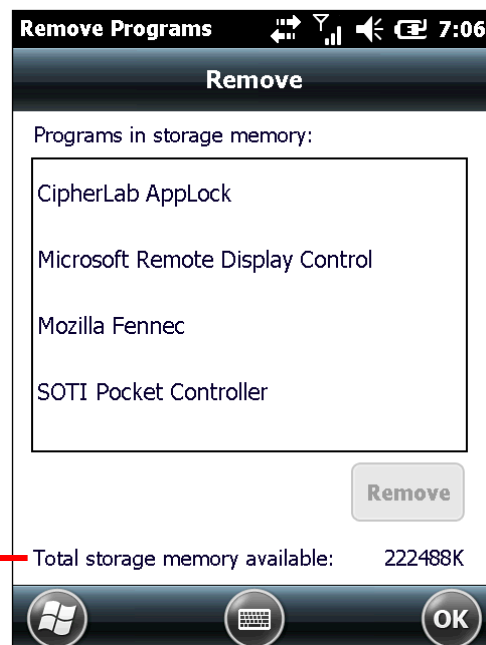 Remove Programs 7:06
Remove
Programs in storage memory:
CipherLab AppLock
Microsoft Remote Display Control
Mozilla Fennec
SOTI Pocket Controller
Remove
Total storage memory available: 222488K
OK